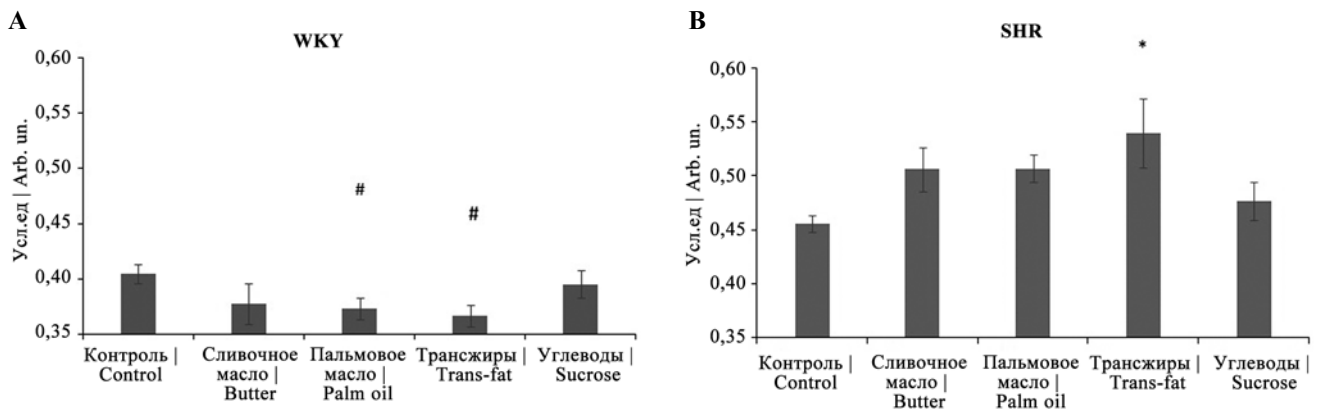 A
WKY
Усл.ед | Arb. un.
0,60
0,55
0,50
0,45
0,40
0,35
#
#
Контроль |
Control
Сливочное
масло |
Butter
Пальмовое
масло |
Palm oil
Трансжиры |
Trans-fat
Углеводы |
Sucrose
B
SHR
*
Усл.ед | Arb. un.
0,60
0,55
0,50
0,45
0,40
0,35
Контроль |
Control
Сливочное
масло |
Butter
Пальмовое
масло |
Palm oil
Трансжиры |
Trans-fat
Углеводы |
Sucrose